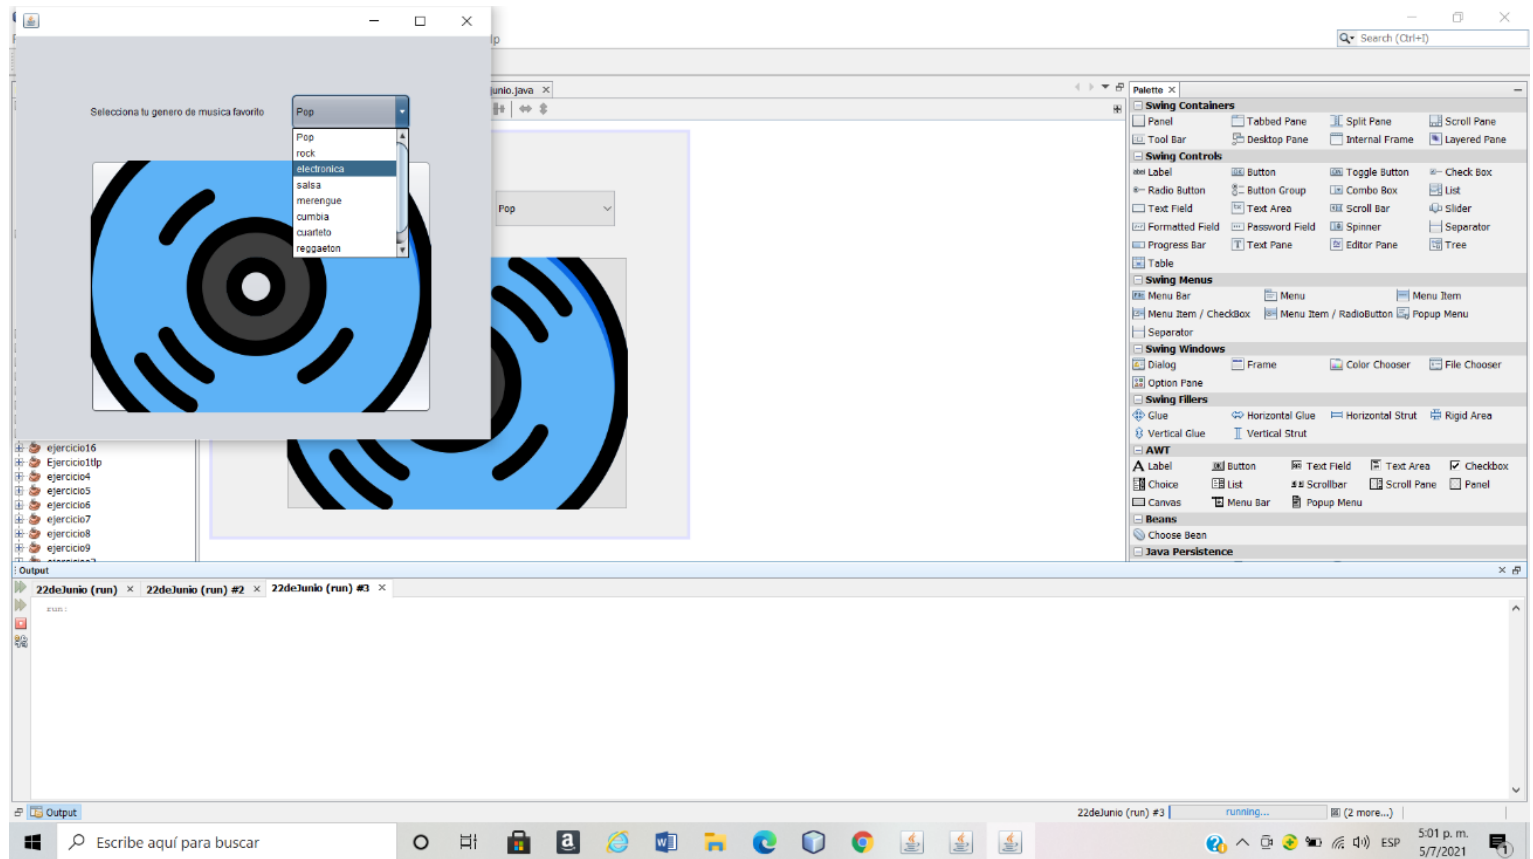 lp
Search (Ctrl+I)
junio.java
Selecciona tu genero de musica favorito
Pop
Pop
rock
electronica
salsa
merengue
cumbia
cuarteto
reggaeton
Pop
ejercicio16
Ejercicio1tlp
ejercicio4
ejercicio5
ejercicio6
ejercicio7
ejercicio8
ejercicio9
Palette
Swing Containers
Panel Tabbed Pane Split Pane Scroll Pane
Tool Bar Desktop Pane Internal Frame Layered Pane
Swing Controls
Label Button Toggle Button Check Box
Radio Button Button Group Combo Box List
Text Field Text Area Scroll Bar Slider
Formatted Field Password Field Spinner Separator
Progress Bar Text Pane Editor Pane Tree
Table
Swing Menus
Menu Bar Menu Menu Item
Menu Item / CheckBox Menu Item / RadioButton Popup Menu
Separator
Swing Windows
Dialog Frame Color Chooser File Chooser
Option Pane
Swing Fillers
Glue Horizontal Glue Horizontal Strut Rigid Area
Vertical Glue Vertical Strut
AWT
Label Button Text Field Text Area Checkbox
Choice List Scrollbar Scroll Pane Panel
Canvas Menu Bar Popup Menu
Beans
Choose Bean
Java Persistence
Output
22deJunio (run) 22deJunio (run) #2 22deJunio (run) #3
run:
Output
22deJunio (run) #3 running... (2 more...)
Escribe aquí para buscar
ESP
5:01 p. m.
5/7/2021